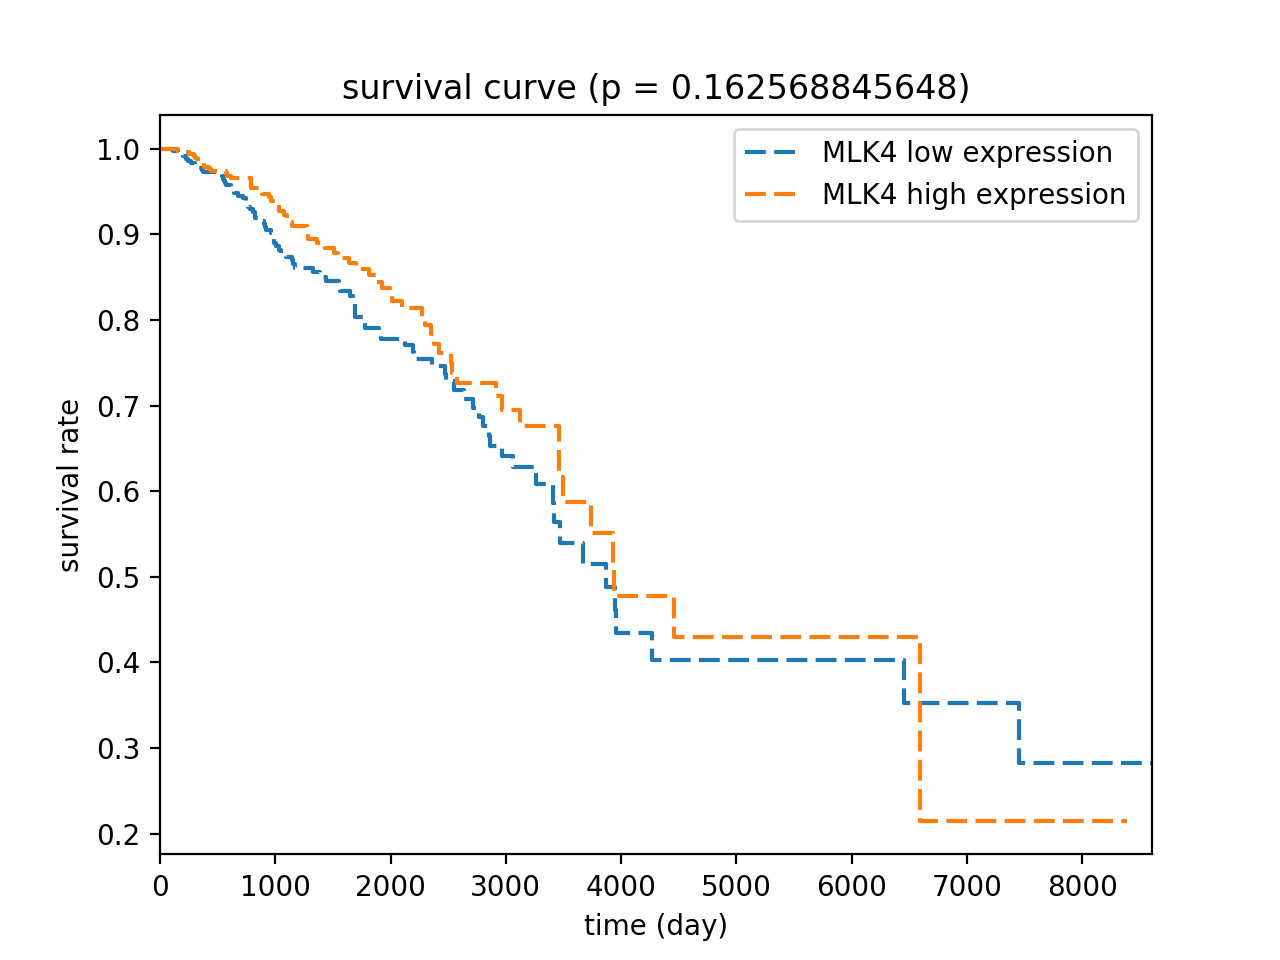 survival curve (p = 0.162568845648)
MLK4 low expression
MLK4 high expression
survival rate
1.0
0.9
0.8
0.7
0.6
0.5
0.4
0.3
0.2
0 1000 2000 3000 4000 5000 6000 7000 8000
time (day)